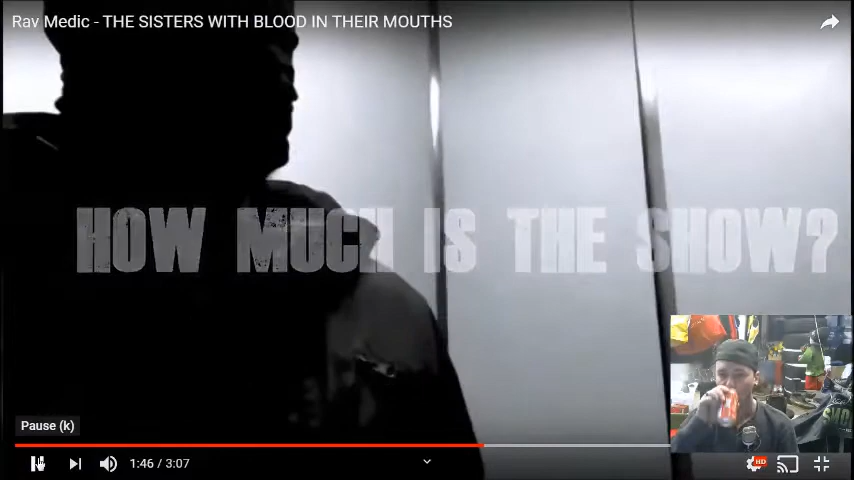 Rav Medic - THE SISTERS WITH BLOOD IN THEIR MOUTHS
HOW MUCH IS THE SHOW?
Pause (k)
1:46 / 3:07
HD